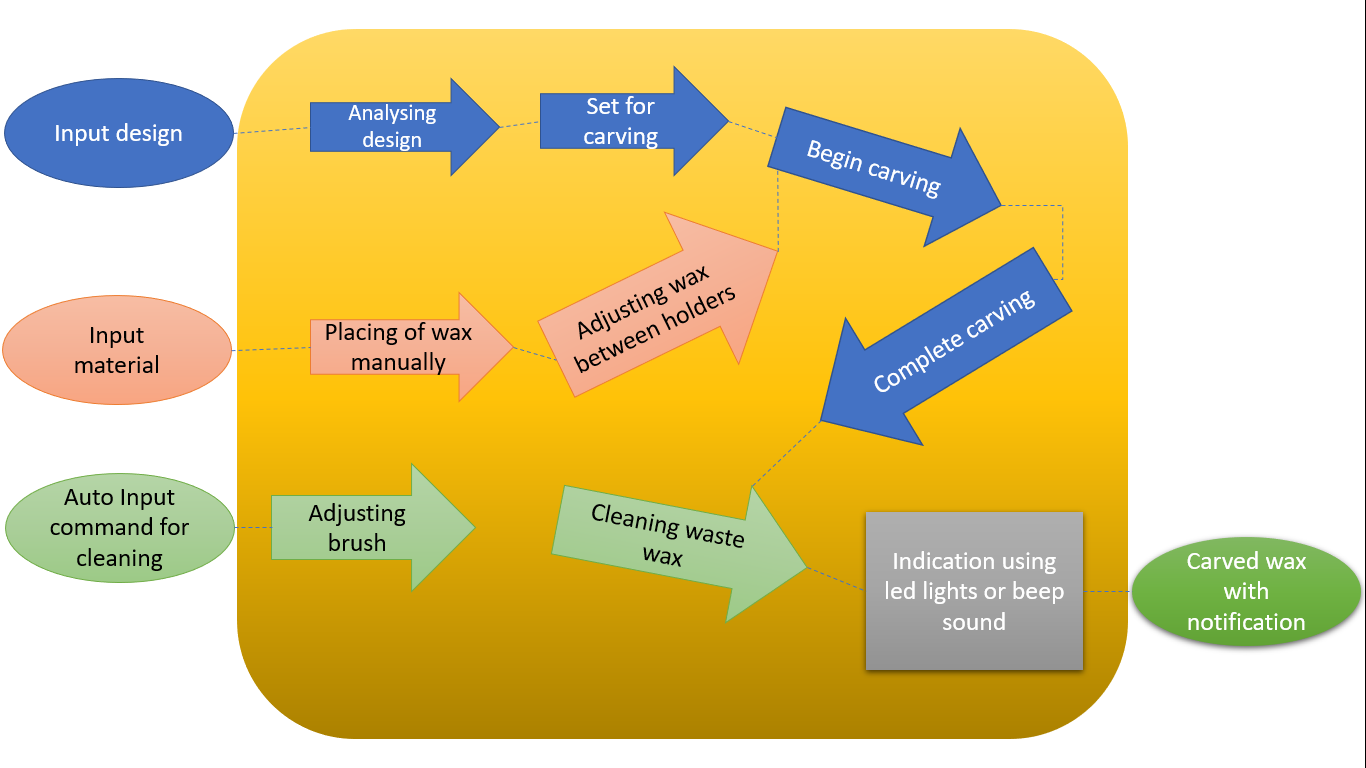 Input design
Analysing
design
Set for
carving
Begin carving
Input
material
Placing of wax
manually
Adjusting wax
between holders
Complete carving
Auto Input
command for
cleaning
Adjusting
brush
Cleaning waste
wax
Indication using
led lights or beep
sound
Carved wax
with
notification